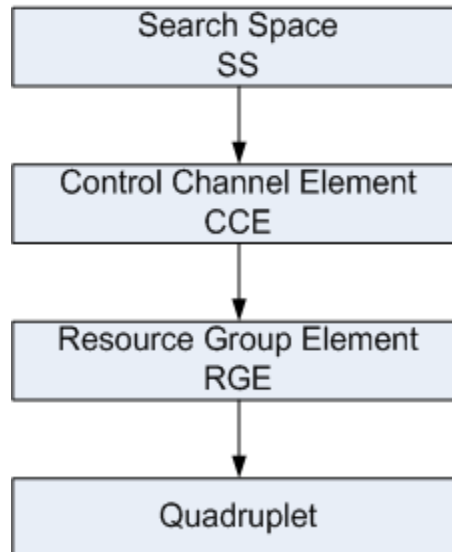 Search Space
SS
Control Channel Element
CCE
Resource Group Element
RGE
Quadruplet